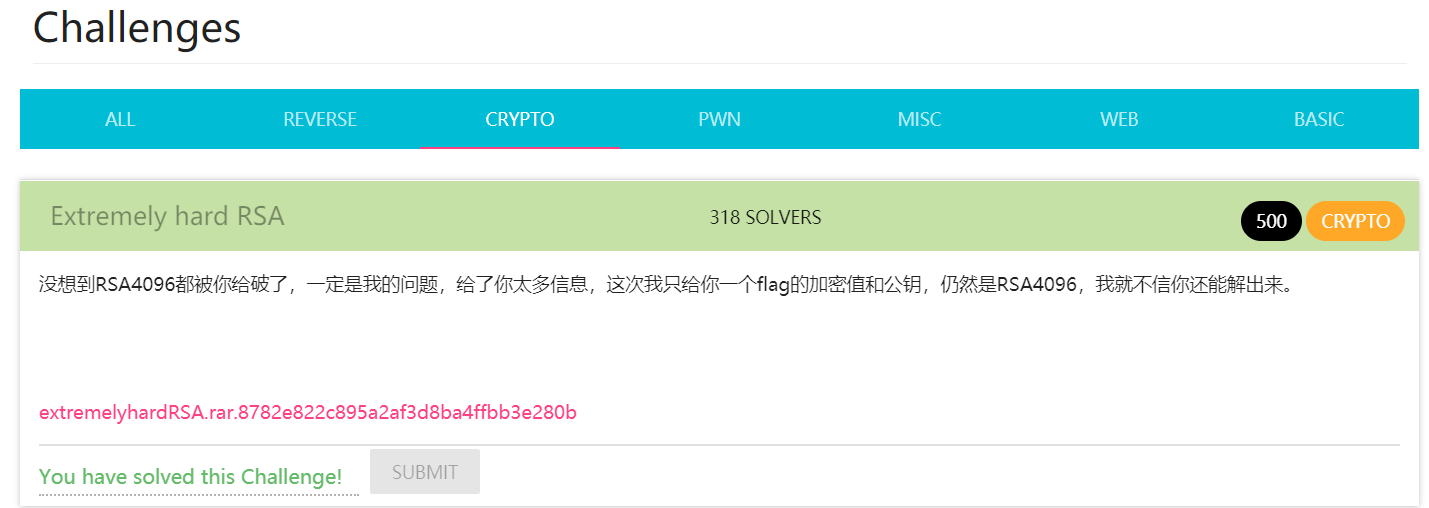 Challenges
ALL REVERSE CRYPTO PWN MISC WEB BASIC
Extremely hard RSA 318 SOLVERS 500 CRYPTO
没想到RSA4096都被你给破了，一定是我的问题，给了你太多信息，这次我只给你一个flag的加密值和公钥，仍然是RSA4096，我就不信你还能解出来。
extremelyhardRSA.rar.8782e822c895a2af3d8ba4ffbb3e280b
You have solved this Challenge! SUBMIT